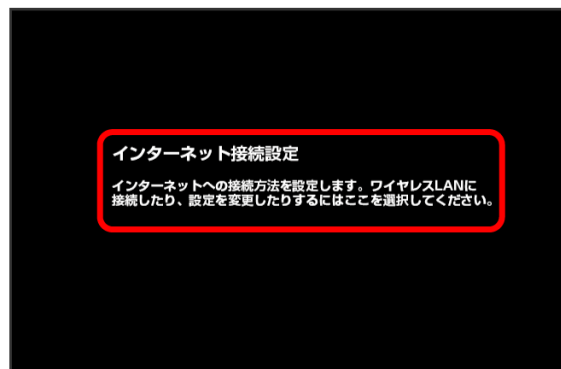 インターネット接続設定
インターネットへの接続方法を設定します。ワイヤレスLANに
接続したり、設定を変更したりするにはここを選択してください。